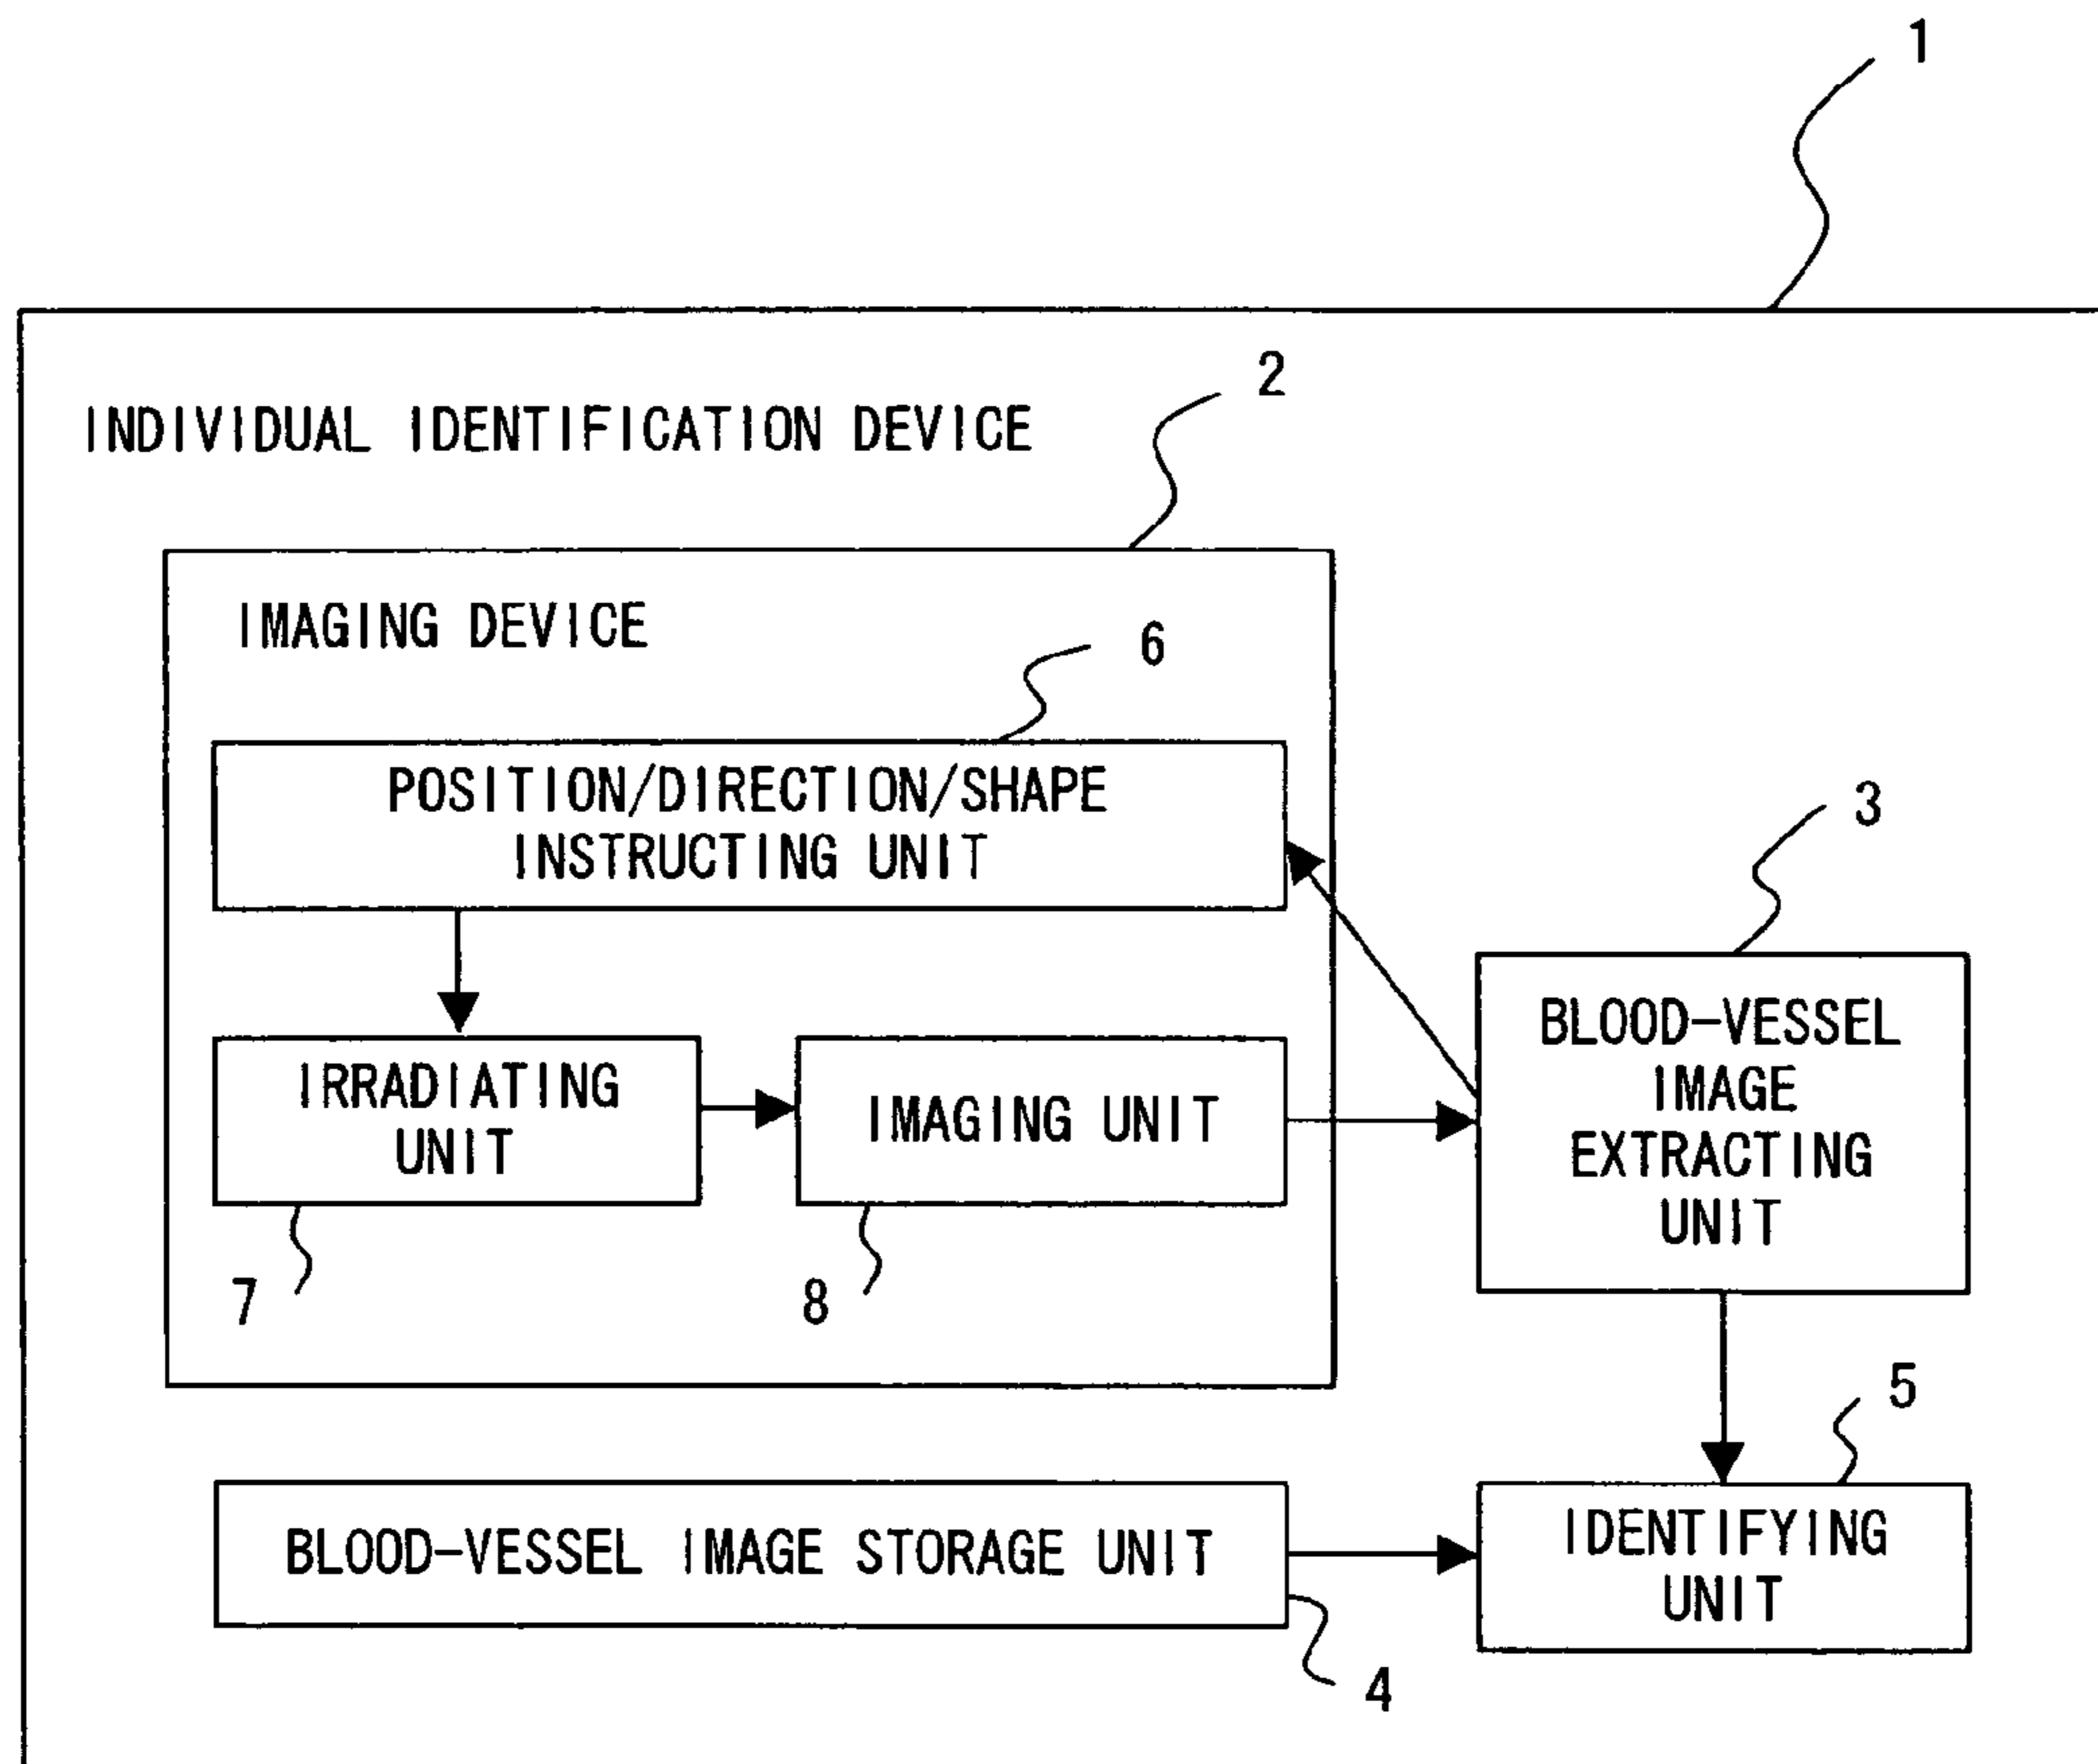 1
2
INDIVIDUAL IDENTIFICATION DEVICE
IMAGING DEVICE
6
POSITION/DIRECTION/SHAPE
INSTRUCTING UNIT
3
BLOOD-VESSEL
IMAGE
EXTRACTING
UNIT
IRRADIATING
UNIT
IMAGING UNIT
7
8
5
BLOOD-VESSEL IMAGE STORAGE UNIT
IDENTIFYING
UNIT
4